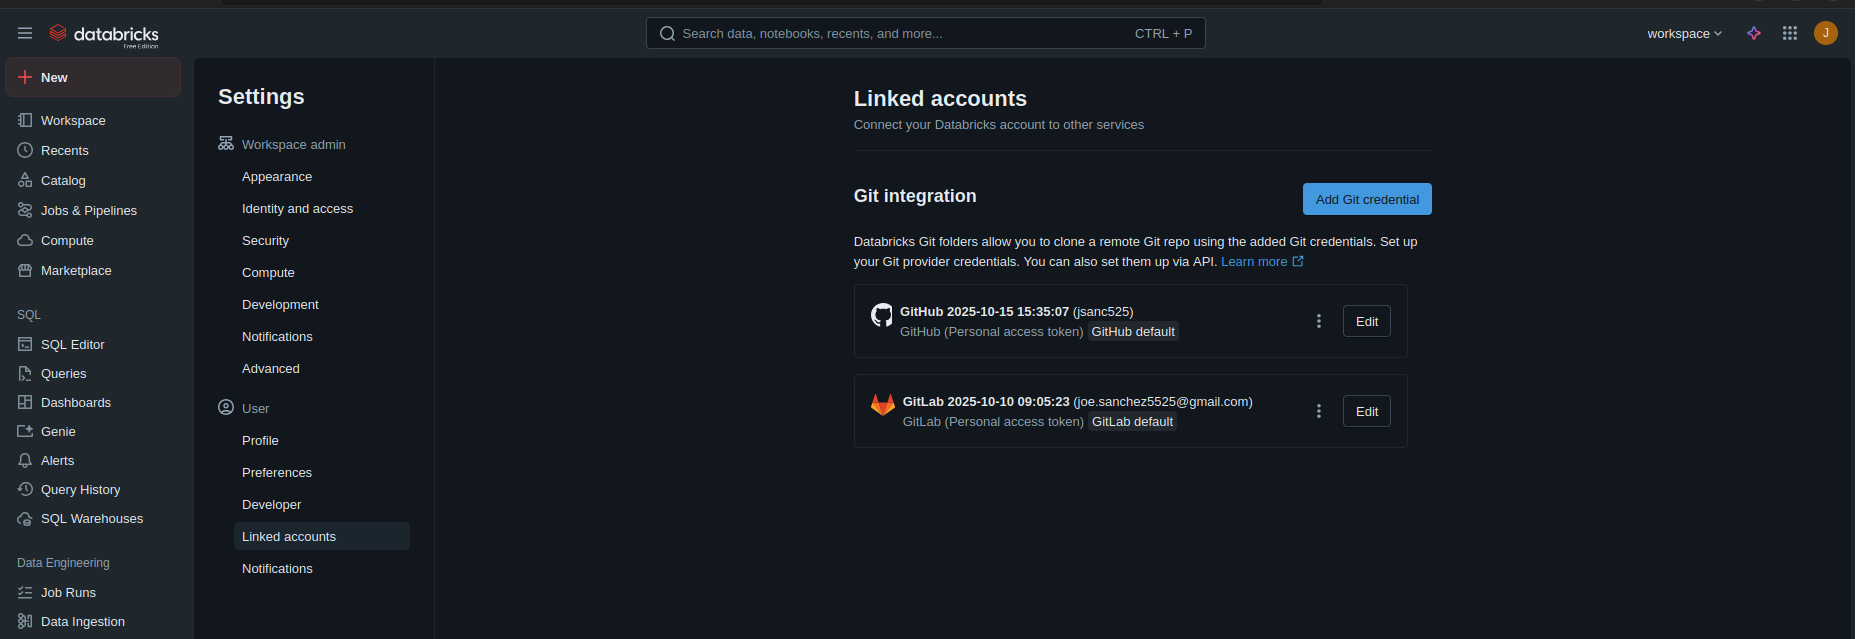 databricks
Free Edition
Search data, notebooks, recents, and more...
CTRL + P
workspace
J
New
Workspace
Recents
Catalog
Jobs & Pipelines
Compute
Marketplace
SQL
SQL Editor
Queries
Dashboards
Genie
Alerts
Query History
SQL Warehouses
Data Engineering
Job Runs
Data Ingestion
Settings
Workspace admin
Appearance
Identity and access
Security
Compute
Development
Notifications
Advanced
User
Profile
Preferences
Developer
Linked accounts
Notifications
Linked accounts
Connect your Databricks account to other services
Git integration
Add Git credential
Databricks Git folders allow you to clone a remote Git repo using the added Git credentials. Set up
your Git provider credentials. You can also set them up via API. Learn more
GitHub 2025-10-15 15:35:07 (jsanc525)
GitHub (Personal access token) GitHub default
Edit
GitLab 2025-10-10 09:05:23 (joe.sanchez5525@gmail.com)
GitLab (Personal access token) GitLab default
Edit